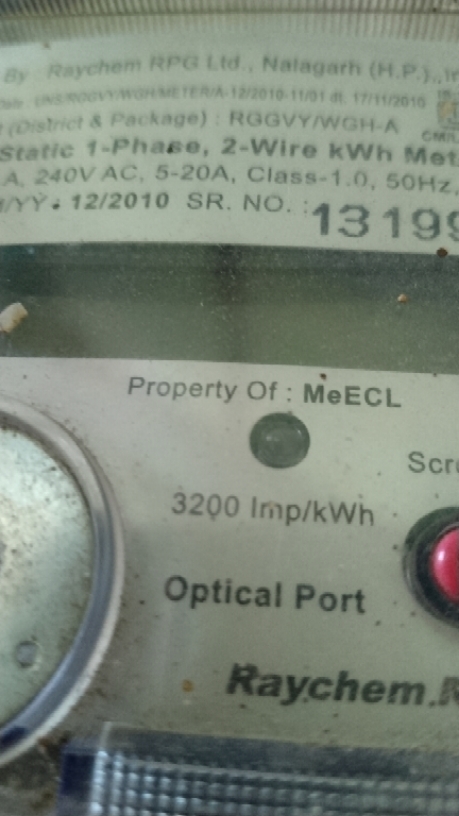 By : Raychem RPG Ltd., Nalagarh (H.P.),
(District & Package) : RGGVY/WGH-A
Static 1-Phase, 2-Wire kWh Met
A, 240V AC, 5-20A, Class-1.0, 50Hz,
/YY. 12/2010 SR. NO. : 13199
Property Of : MeECL
Scr
3200 Imp/kWh
Optical Port
Raychem